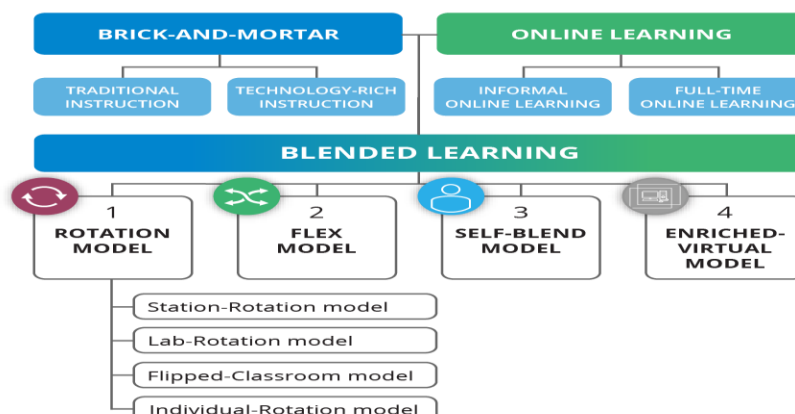 BRICK-AND-MORTAR
ONLINE LEARNING
TRADITIONAL
INSTRUCTION
TECHNOLOGY-RICH
INSTRUCTION
INFORMAL
ONLINE LEARNING
FULL-TIME
ONLINE LEARNING
BLENDED LEARNING
1
ROTATION
MODEL
2
FLEX
MODEL
3
SELF-BLEND
MODEL
4
ENRICHED-
VIRTUAL
MODEL
Station-Rotation model
Lab-Rotation model
Flipped-Classroom model
Individual-Rotation model